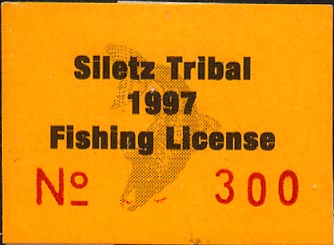 Siletz Tribal
1997
Fishing License
No 300